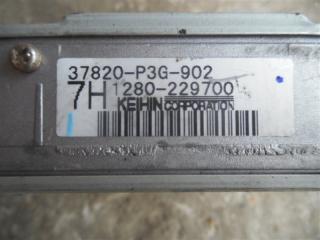 37820-P3G-902
7H 1280-229700
KEIHIN CORPORATION